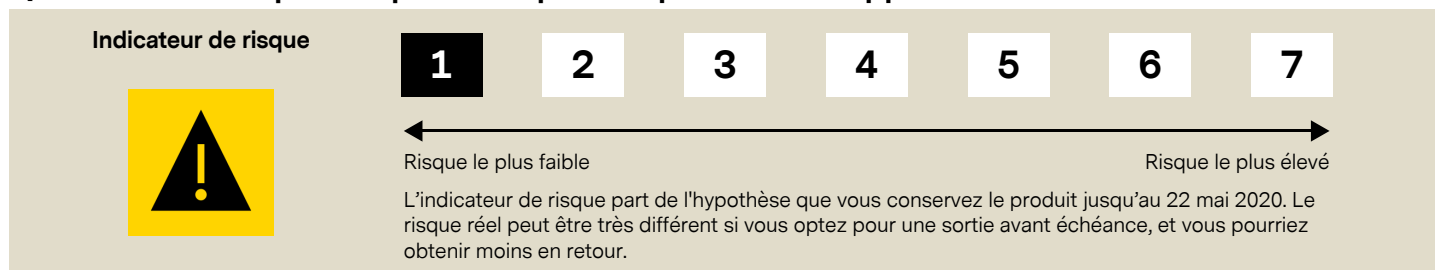 Indicateur de risque
1 2 3 4 5 6 7
Risque le plus faible
Risque le plus élevé
L'indicateur de risque part de l'hypothèse que vous conservez le produit jusqu'au 22 mai 2020. Le
risque réel peut être très différent si vous optez pour une sortie avant échéance, et vous pourriez
obtenir moins en retour.